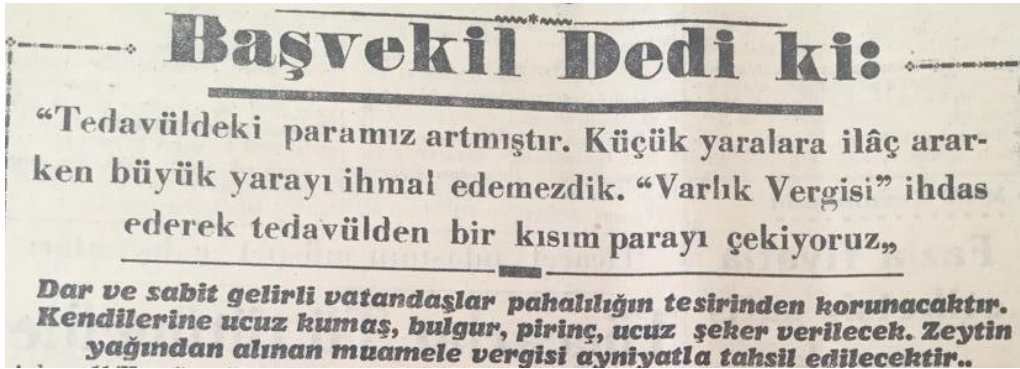 Başvekil Dedi ki:
“Tedavüldeki paramız artmıştır. Küçük yaralara ilâç arar-
ken büyük yarayı ihmal edemezdik. “Varlık Vergisi” ihdas
ederek tedavülden bir kısım parayı çekiyoruz„
Dar ve sabit gelirli vatandaşlar pahalılığın tesirinden korunacaktır.
Kendilerine ucuz kumaş, bulgur, pirinç, ucuz şeker verilecek. Zeytin
yağından alınan muamele vergisi ayniyatla tahsil edilecektir..